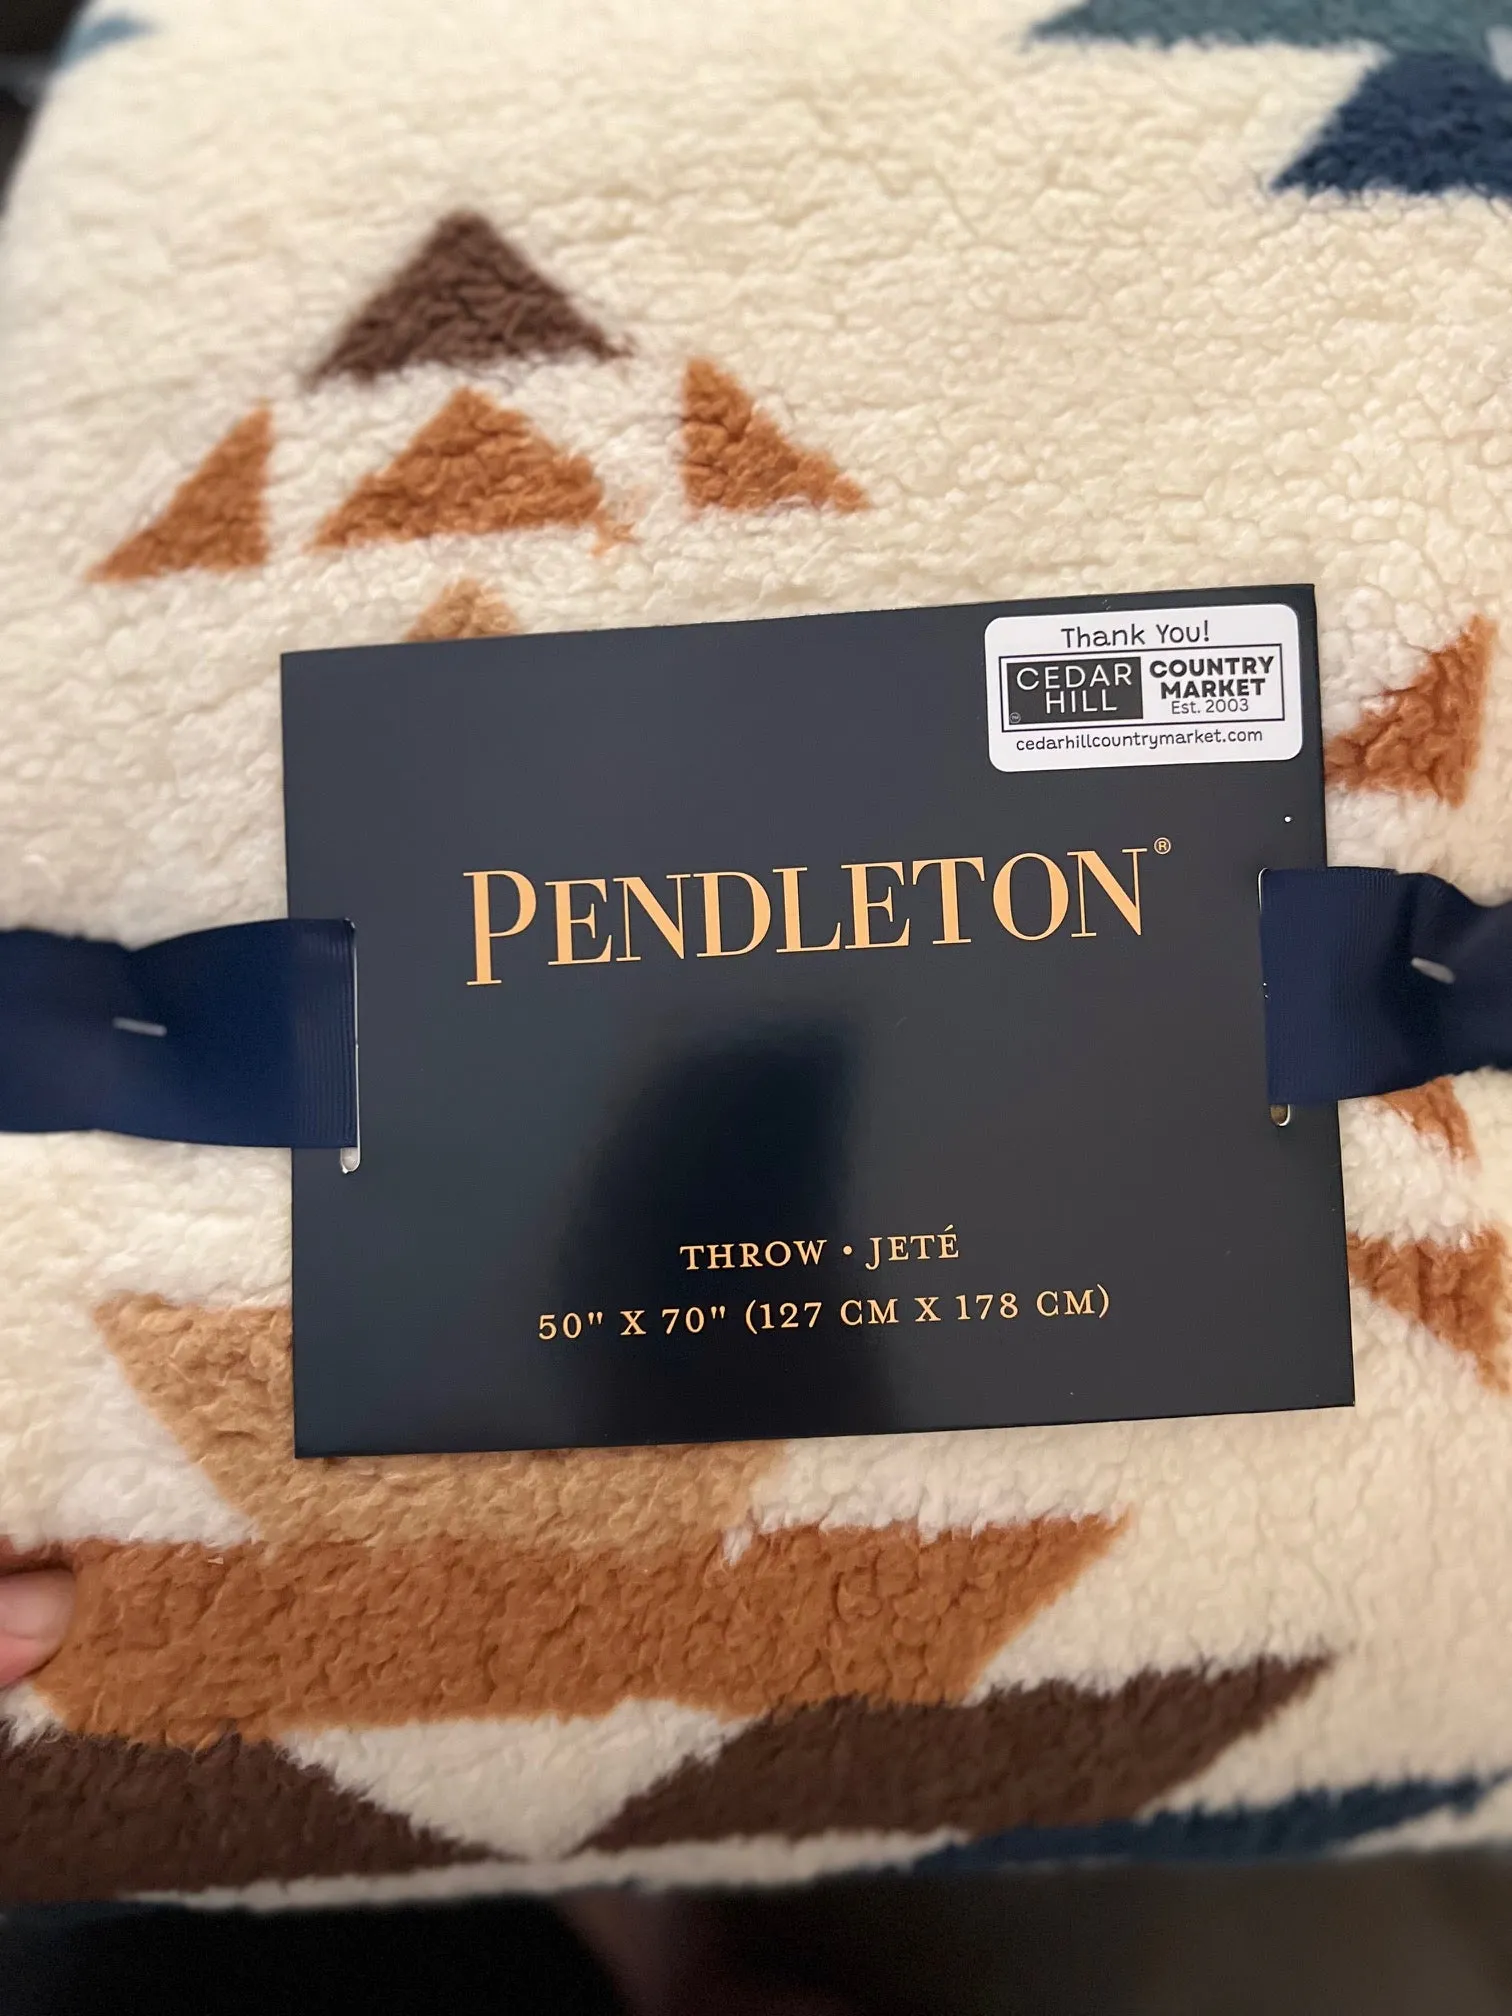 Thank You!
CEDAR HILL
COUNTRY MARKET
Est. 2003
TM
cedarhillcountrymarket.com
PENDLETON®
THROW • JETÉ
50" X 70" (127 CM X 178 CM)